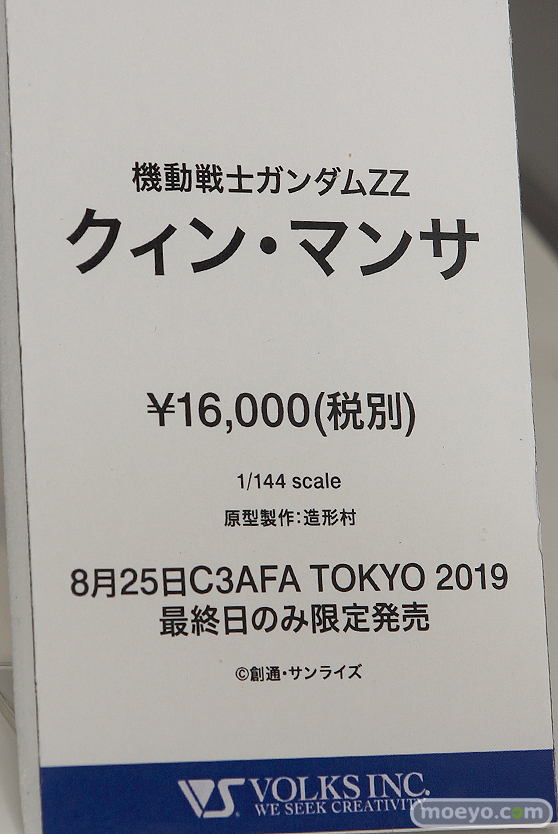 機動戦士ガンダムZZ
クィン・マンサ
¥16,000(税別)
1/144 scale
原型製作:造形村
8月25日C3AFA TOKYO 2019
最終日のみ限定発売
©創通・サンライズ
VS VOLKS INC.
WE SEEK CREATIVITY.
moeyo.com